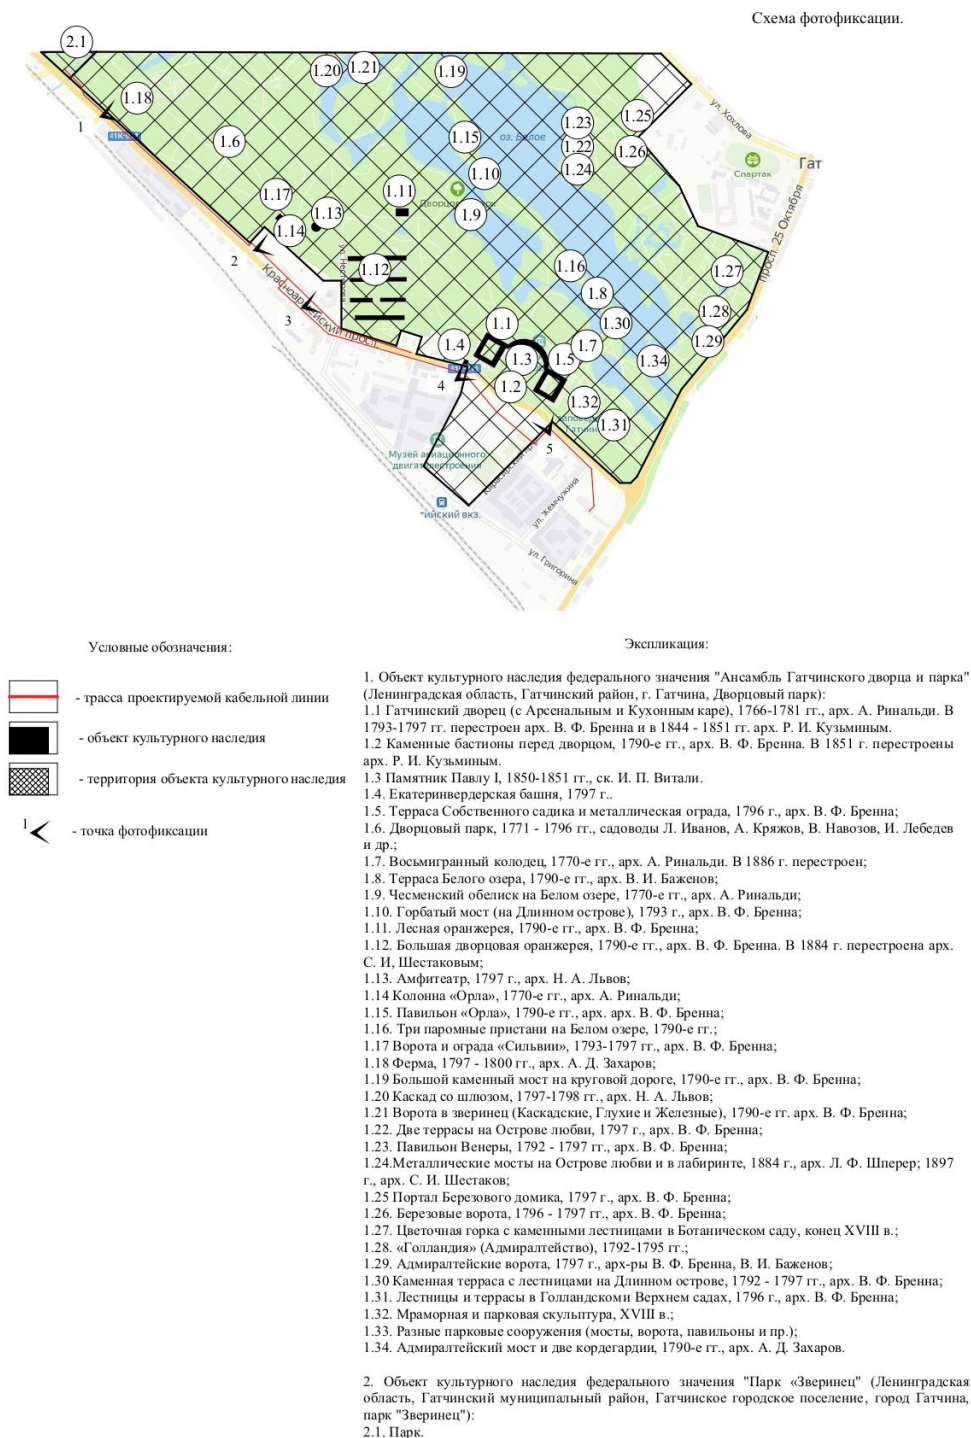 Схема фотофиксации.
2.1
1.20
1.21
1.19
1.18
1
1.6
1.15
оз. Белое
1.23
1.22
1.24
1.25
1.26
ул. Хохлова
Спартак
Гат
просп. 25 Октября
1.17
1.13
1.14
1.11
1.10
1.9
2
1.12
Красноармейский просп.
3
1.16
1.8
1.27
1.28
1.30
1.29
1.1
1.4
1.3
1.5
1.7
1.34
4
1.2
1.32
1.31
5
Музей авиационного
двигателестроения
ул. Жемчужина
ийский вкз.
ул. Григорина
Условные обозначения:
- трасса проектируемой кабельной линии
- объект культурного наследия
- территория объекта культурного наследия
1
- точка фотофиксации
Экспликация:
1. Объект культурного наследия федерального значения "Ансамбль Гатчинского дворца и парка"
(Ленинградская область, Гатчинский район, г. Гатчина, Дворцовый парк):
1.1 Гатчинский дворец (с Арсенальным и Кухонным каре), 1766-1781 гг., арх. А. Ринальди. В
1793-1797 гг. перестроен арх. В. Ф. Бренна и в 1844 - 1851 гг. арх. Р. И. Кузьминым.
1.2 Каменные бастионы перед дворцом, 1790-е гг., арх. В. Ф. Бренна. В 1851 г. перестроены
арх. Р. И. Кузьминым.
1.3 Памятник Павлу I, 1850-1851 гг., ск. И. П. Витали.
1.4. Екатеринвердерская башня, 1797 г..
1.5. Терраса Собственного садика и металлическая ограда, 1796 г., арх. В. Ф. Бренна;
1.6. Дворцовый парк, 1771 - 1796 гг., садоводы Л. Иванов, А. Кряжов, В. Навозов, И. Лебедев
и др.;
1.7. Восьмигранный колодец, 1770-е гг., арх. А. Ринальди. В 1886 г. перестроен;
1.8. Терраса Белого озера, 1790-е гг., арх. В. И. Баженов;
1.9. Чесменский обелиск на Белом озере, 1770-е гг., арх. А. Ринальди;
1.10. Горбатый мост (на Длинном острове), 1793 г., арх. В. Ф. Бренна;
1.11. Лесная оранжерея, 1790-е гг., арх. В. Ф. Бренна;
1.12. Большая дворцовая оранжерея, 1790-е гг., арх. В. Ф. Бренна. В 1884 г. перестроена арх.
С. И, Шестаковым;
1.13. Амфитеатр, 1797 г., арх. Н. А. Львов;
1.14 Колонна «Орла», 1770-е гг., арх. А. Ринальди;
1.15. Павильон «Орла», 1790-е гг., арх. арх. В. Ф. Бренна;
1.16. Три паромные пристани на Белом озере, 1790-е гг.;
1.17 Ворота и ограда «Сильвии», 1793-1797 гг., арх. В. Ф. Бренна;
1.18 Ферма, 1797 - 1800 гг., арх. А. Д. Захаров;
1.19 Большой каменный мост на круговой дороге, 1790-е гг., арх. В. Ф. Бренна;
1.20 Каскад со шлюзом, 1797-1798 гг., арх. Н. А. Львов;
1.21 Ворота в зверинец (Каскадские, Глухие и Железные), 1790-е гг. арх. В. Ф. Бренна;
1.22. Две террасы на Острове любви, 1797 г., арх. В. Ф. Бренна;
1.23. Павильон Венеры, 1792 - 1797 гг., арх. В. Ф. Бренна;
1.24.Металлические мосты на Острове любви и в лабиринте, 1884 г., арх. Л. Ф. Шперер; 1897
г., арх. С. И. Шестаков;
1.25 Портал Березового домика, 1797 г., арх. В. Ф. Бренна;
1.26. Березовые ворота, 1796 - 1797 гг., арх. В. Ф. Бренна;
1.27. Цветочная горка с каменными лестницами в Ботаническом саду, конец XVIII в.;
1.28. «Голландия» (Адмиралтейство), 1792-1795 гг.;
1.29. Адмиралтейские ворота, 1797 г., арх-ры В. Ф. Бренна, В. И. Баженов;
1.30 Каменная терраса с лестницами на Длинном острове, 1792 - 1797 гг., арх. В. Ф. Бренна;
1.31. Лестницы и террасы в Голландскоми Верхнем садах, 1796 г., арх. В. Ф. Бренна;
1.32. Мраморная и парковая скульптура, XVIII в.;
1.33. Разные парковые сооружения (мосты, ворота, павильоны и пр.);
1.34. Адмиралтейский мост и две кордегардии, 1790-е гг., арх. А. Д. Захаров.
2. Объект культурного наследия федерального значения "Парк «Зверинец" (Ленинградская
область, Гатчинский муниципальный район, Гатчинское городское поселение, город Гатчина,
парк "Зверинец"):
2.1. Парк.